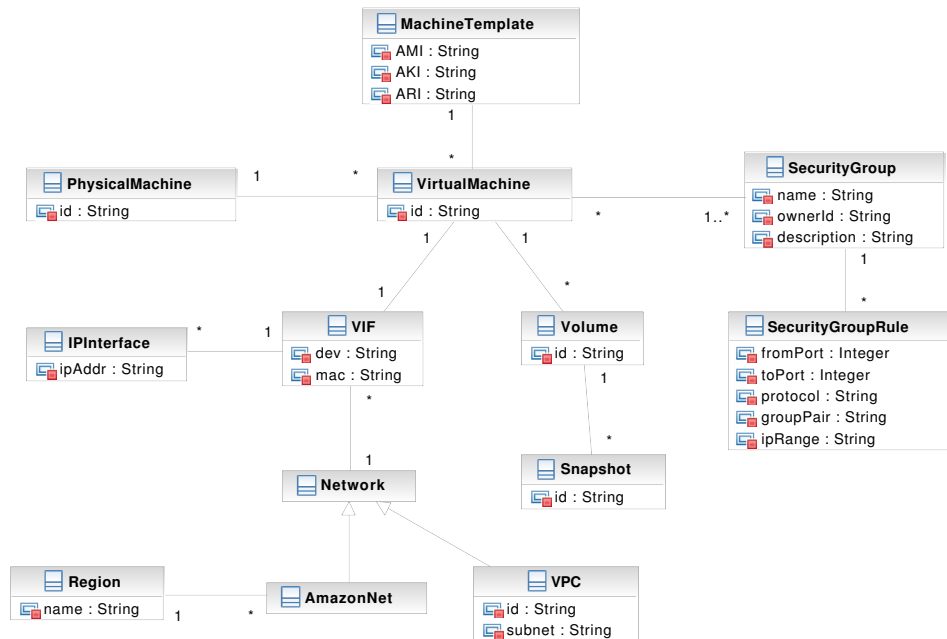 MachineTemplate
AMI : String
AKI : String
ARI : String
1
*
PhysicalMachine
id : String
1
*
VirtualMachine
id : String
*
1..*
SecurityGroup
name : String
ownerId : String
description : String
1
1
1
*
1
*
IPInterface
ipAddr : String
*
1
VIF
dev : String
mac : String
Volume
id : String
SecurityGroupRule
fromPort : Integer
toPort : Integer
protocol : String
groupPair : String
ipRange : String
*
1
1
*
Network
Snapshot
id : String
Region
name : String
1
*
AmazonNet
VPC
id : String
subnet : String